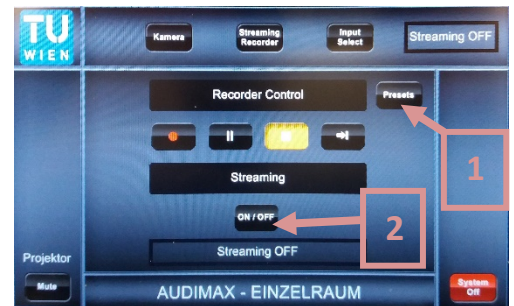 TU
WIEN
Kamera
Streaming
Recorder
Input
Select
Streaming OFF
Recorder Control
Presets
1
Streaming
ON / OFF
2
Streaming OFF
Projektor
Mute
AUDIMAX - EINZELRAUM
System
Off